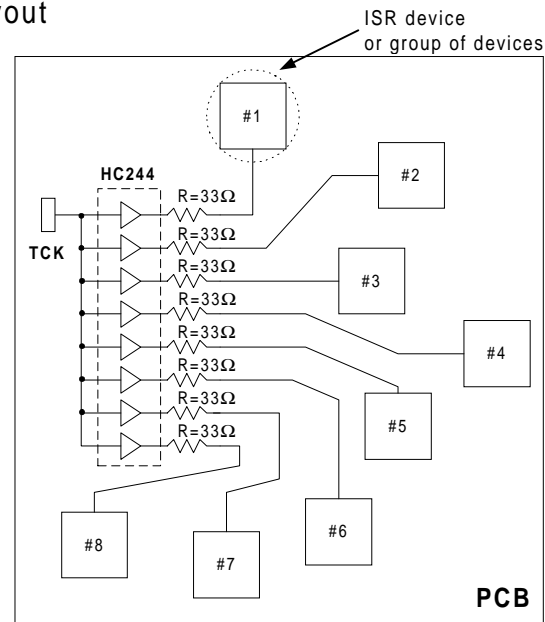 ISR device
or group of devices
#1
HC244
#2
R=33Ω
R=33Ω
TCK
R=33Ω
#3
R=33Ω
#4
R=33Ω
R=33Ω
#5
R=33Ω
R=33Ω
#6
#8
#7
PCB